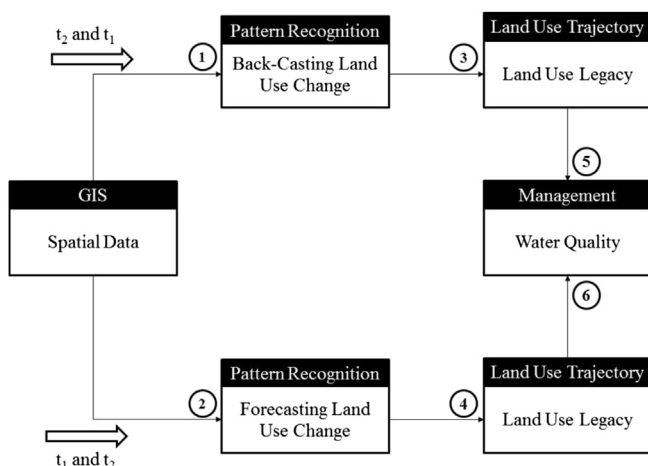 t2 and t1
1
Pattern Recognition
Back-Casting Land
Use Change
3
Land Use Trajectory
Land Use Legacy
5
GIS
Spatial Data
Management
Water Quality
6
2
Pattern Recognition
Forecasting Land
Use Change
4
Land Use Trajectory
Land Use Legacy
t1 and t2